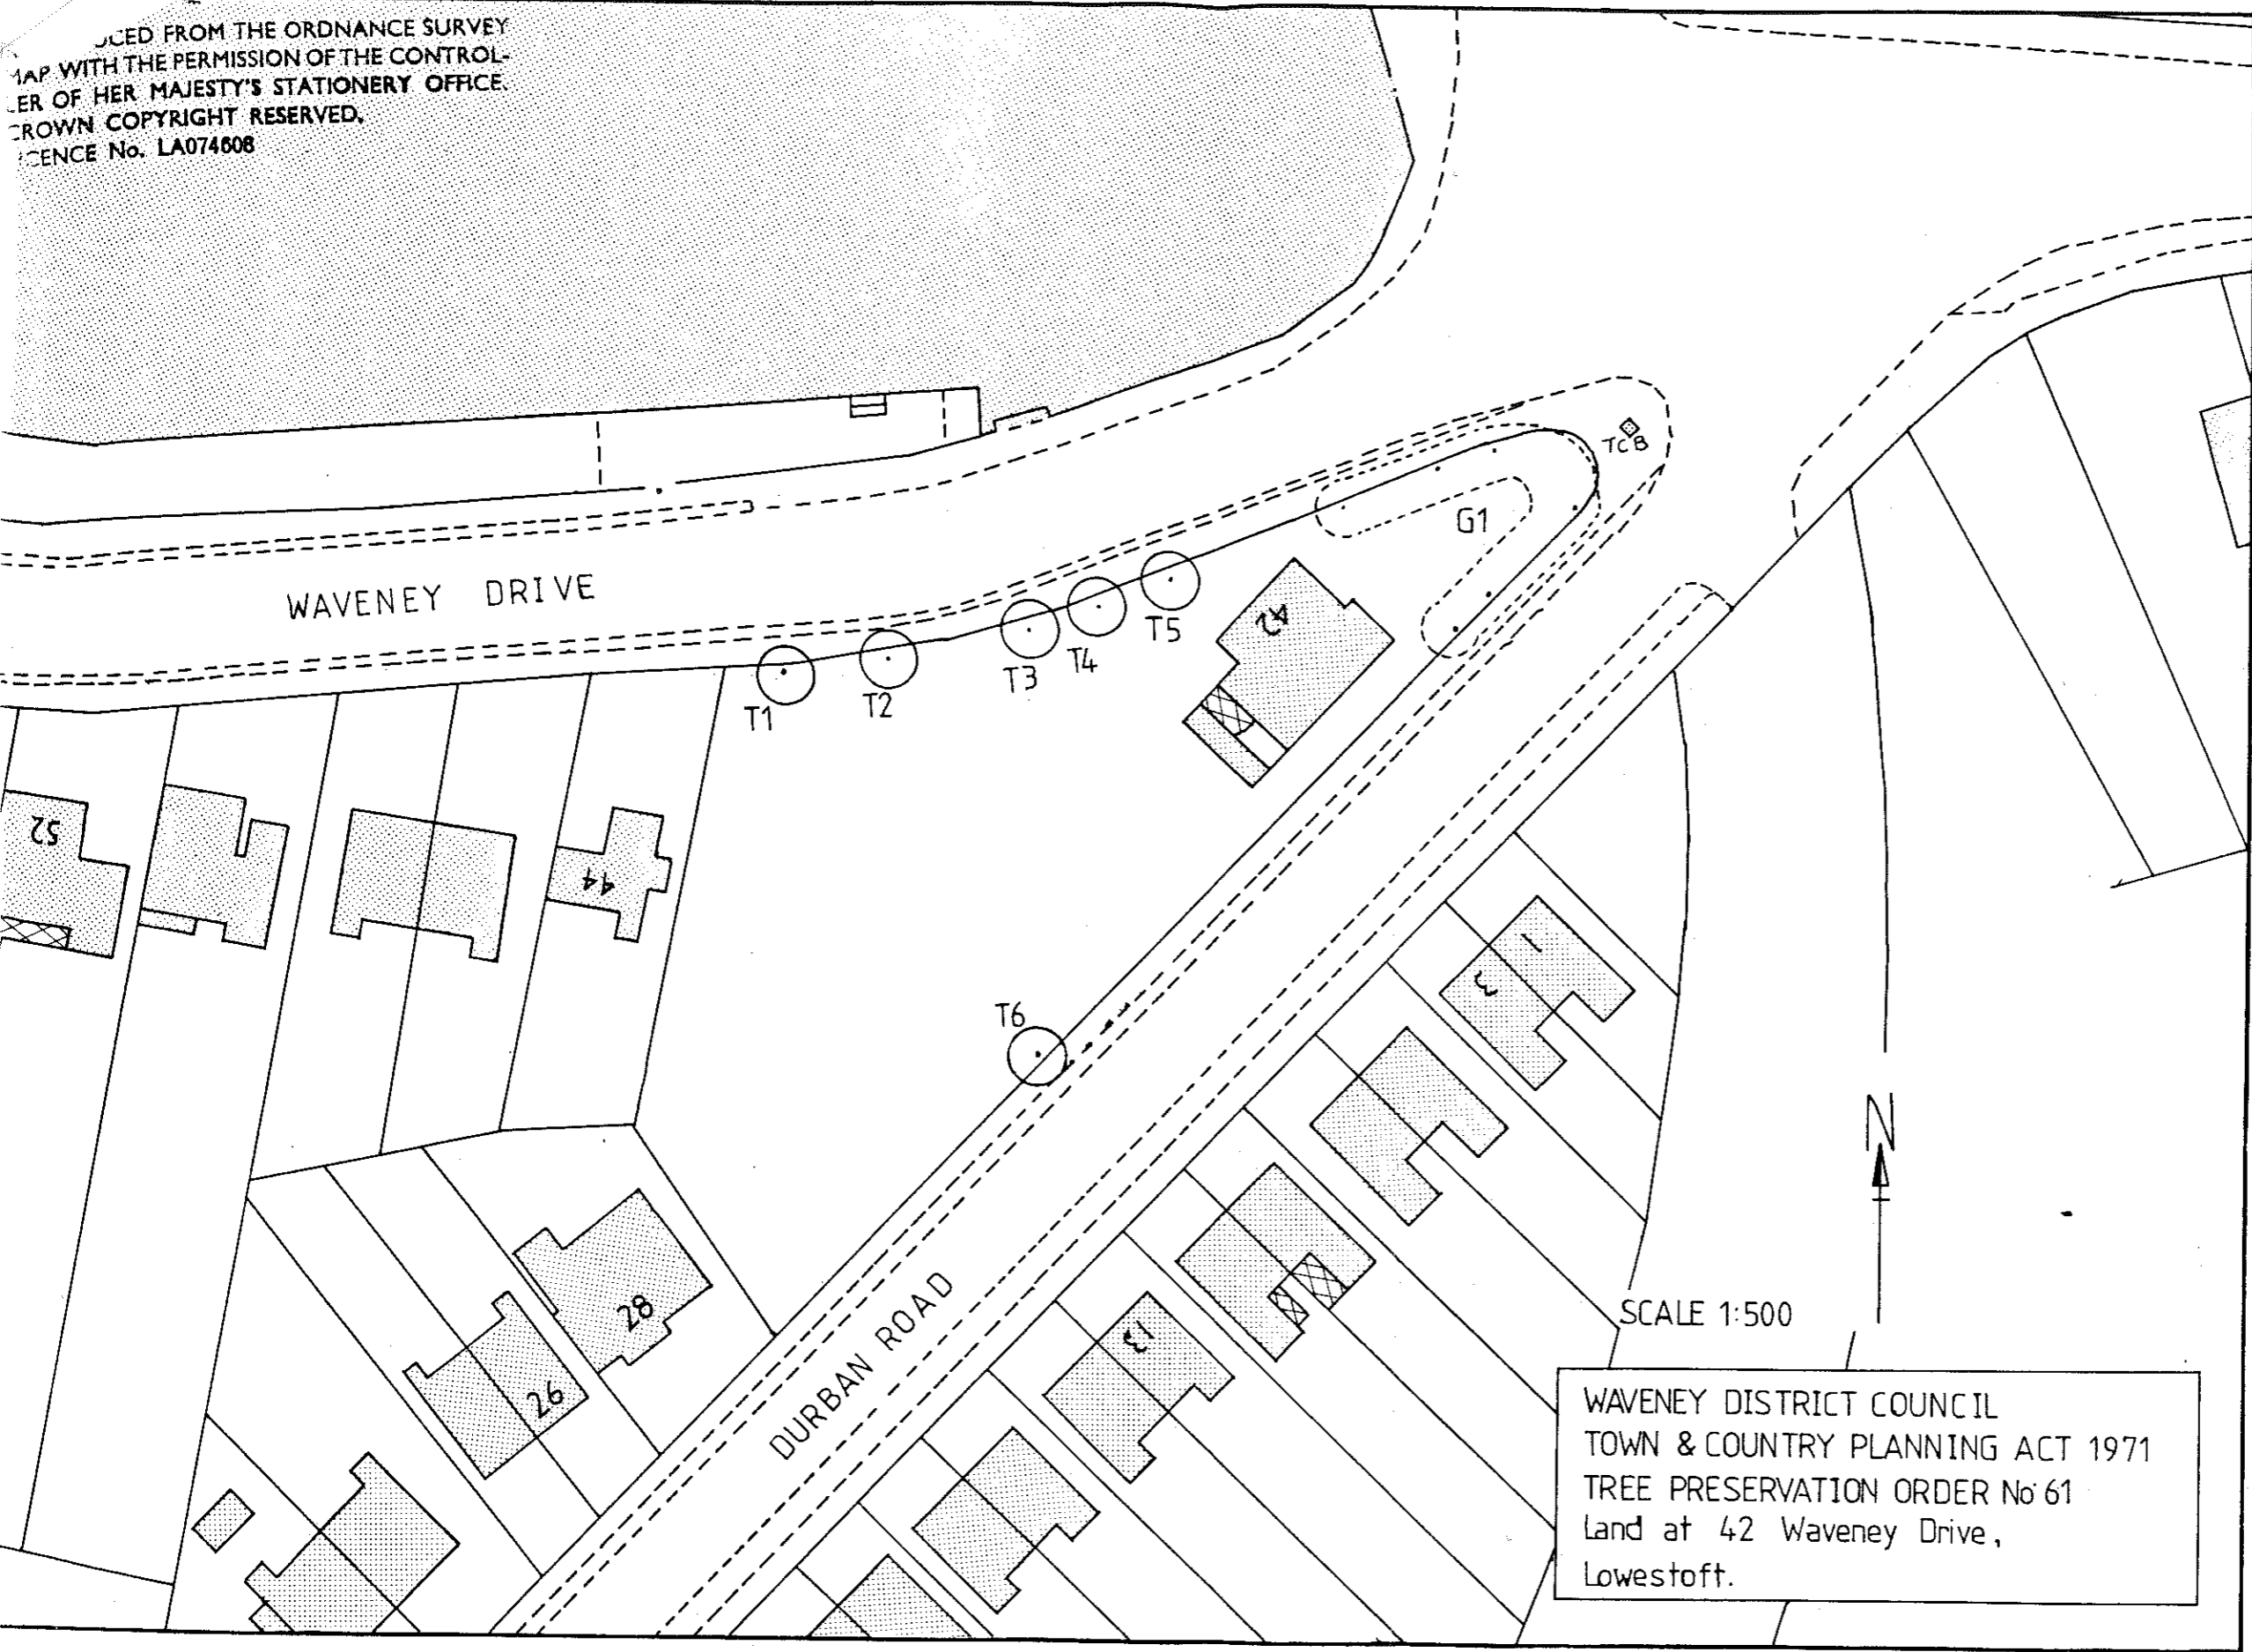 UCED FROM THE ORDNANCE SURVEY
MAP WITH THE PERMISSION OF THE CONTROL-
LER OF HER MAJESTY'S STATIONERY OFFICE.
CROWN COPYRIGHT RESERVED.
ICENCE No. LA074608
TCB
G1
WAVENEY DRIVE
T5
T4
T3
T2
T1
42
52
44
1
3
T6
N
28
26
13
DURBAN ROAD
SCALE 1:500
WAVENEY DISTRICT COUNCIL
TOWN & COUNTRY PLANNING ACT 1971
TREE PRESERVATION ORDER No 61
Land at 42 Waveney Drive,
Lowestoft.